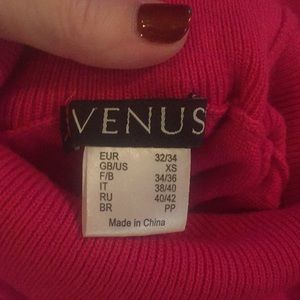 VENUS
EUR 32/34
GB/US XS
F/B 34/36
IT 38/40
RU 40/42
BR PP
Made in China